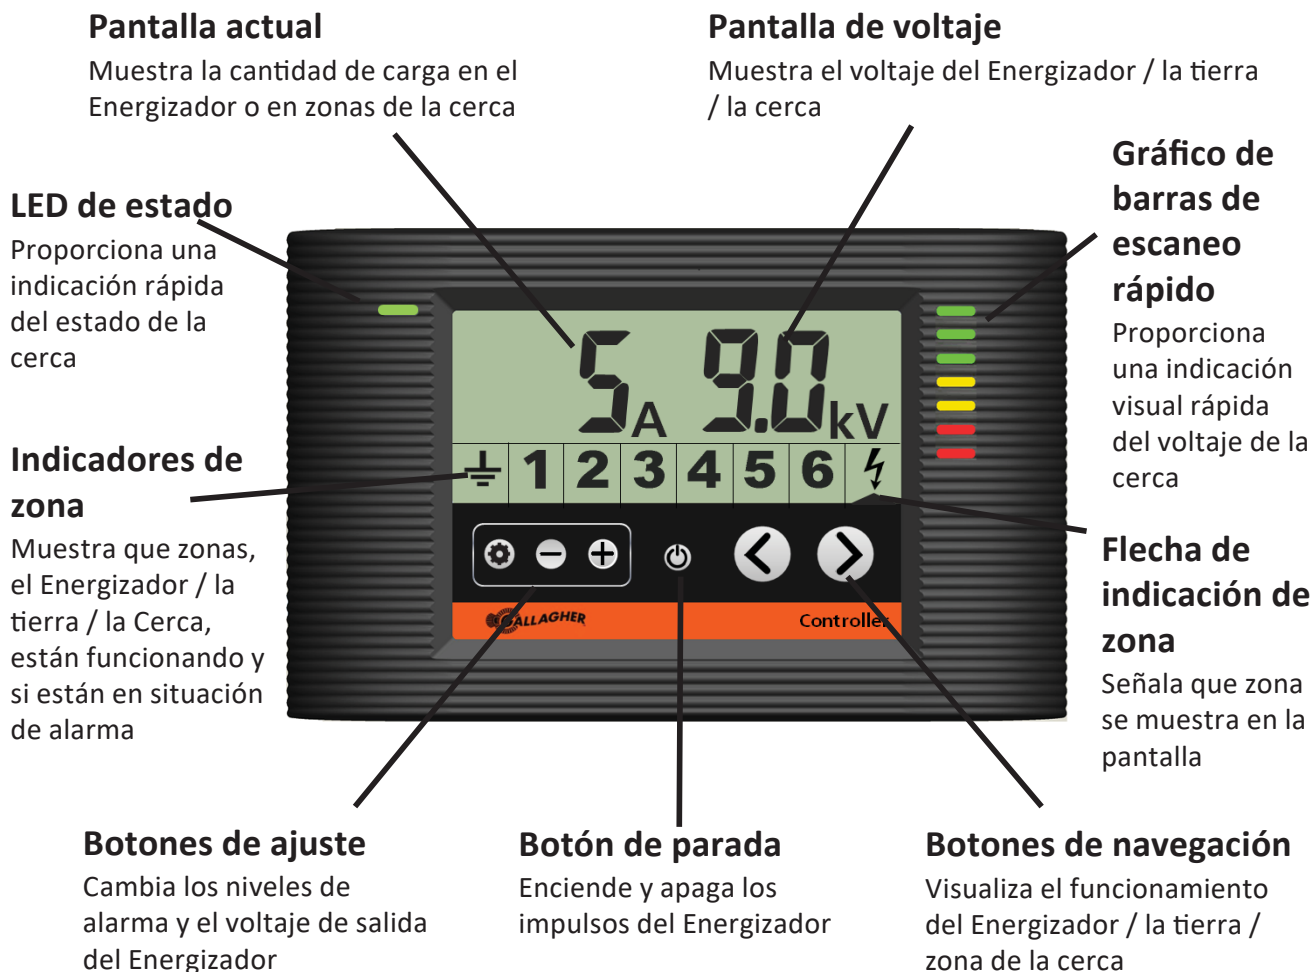 Pantalla actual
Muestra la cantidad de carga en el
Energizador o en zonas de la cerca
Pantalla de voltaje
Muestra el voltaje del Energizador / la tierra
/ la cerca
Gráfico de
barras de
escaneo
rápido
Proporciona
una indicación
visual rápida
del voltaje de la
cerca
LED de estado
Proporciona una
indicación rápida
del estado de la
cerca
5A 9.0kV
1 2 3 4 5 6
GALLAGHER
Controller
Indicadores de
zona
Muestra que zonas,
el Energizador / la
tierra / la Cerca,
están funcionando y
si están en situación
de alarma
Flecha de
indicación de
zona
Señala que zona
se muestra en la
pantalla
Botones de ajuste
Cambia los niveles de
alarma y el voltaje de salida
del Energizador
Botón de parada
Enciende y apaga los
impulsos del Energizador
Botones de navegación
Visualiza el funcionamiento
del Energizador / la tierra /
zona de la cerca